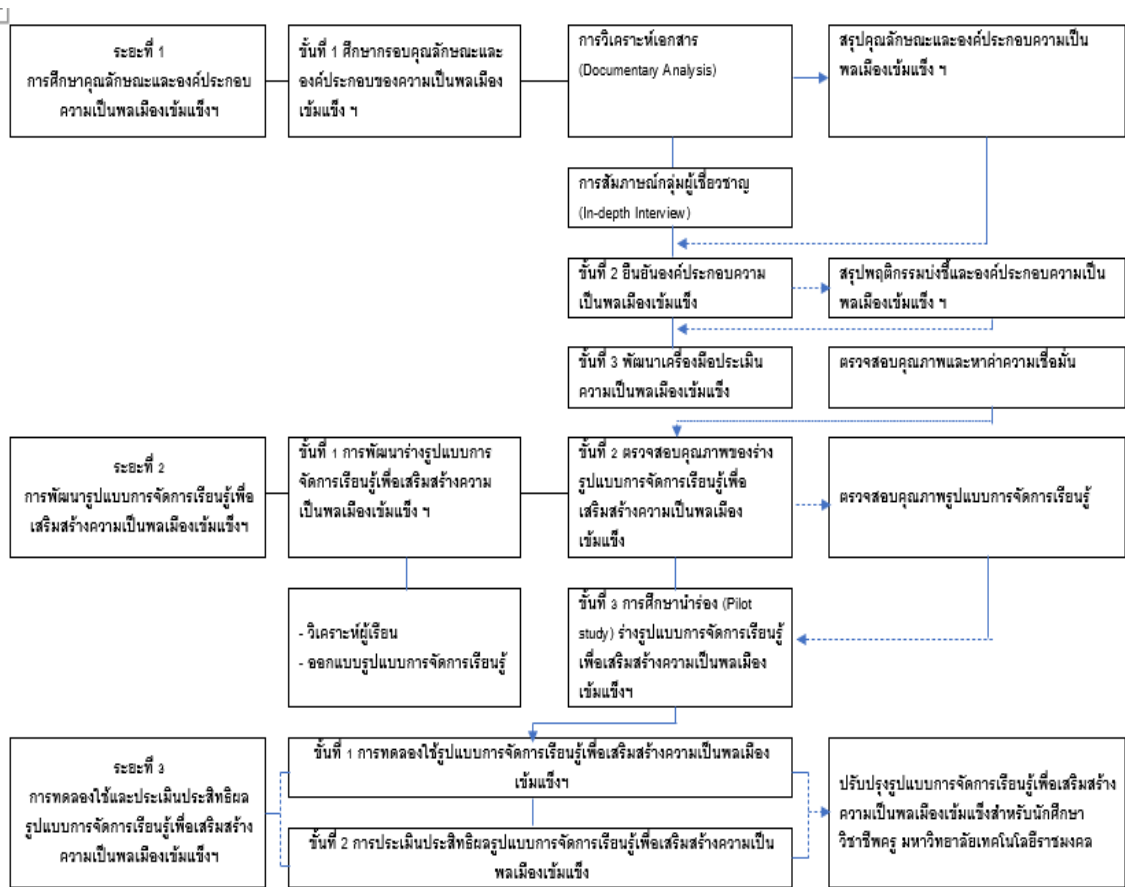 ระยะที่ 1
การศึกษาคุณลักษณะและองค์ประกอบ
ความเป็นพลเมืองเข้มแข็งฯ
ขั้นที่ 1 ศึกษากรอบคุณลักษณะและ
องค์ประกอบของความเป็นพลเมือง
เข้มแข็ง ฯ
การวิเคราะห์เอกสาร
(Documentary Analysis)
สรุปคุณลักษณะและองค์ประกอบความเป็น
พลเมืองเข้มแข็ง ฯ
การสัมภาษณ์กลุ่มผู้เชี่ยวชาญ
(In-depth Interview)
ขั้นที่ 2 ยืนยันองค์ประกอบความ
เป็นพลเมืองเข้มแข็ง
สรุปพฤติกรรมบ่งชี้และองค์ประกอบความเป็น
พลเมืองเข้มแข็ง ฯ
ขั้นที่ 3 พัฒนาเครื่องมือประเมิน
ความเป็นพลเมืองเข้มแข็ง
ตรวจสอบคุณภาพและหาค่าความเชื่อมั่น
ระยะที่ 2
การพัฒนารูปแบบการจัดการเรียนรู้เพื่อ
เสริมสร้างความเป็นพลเมืองเข้มแข็งฯ
ขั้นที่ 1 การพัฒนาร่างรูปแบบการ
จัดการเรียนรู้เพื่อเสริมสร้างความ
เป็นพลเมืองเข้มแข็ง ฯ
ขั้นที่ 2 ตรวจสอบคุณภาพของร่าง
รูปแบบการจัดการเรียนรู้เพื่อ
เสริมสร้างความเป็นพลเมือง
เข้มแข็ง
ตรวจสอบคุณภาพรูปแบบการจัดการเรียนรู้
- วิเคราะห์ผู้เรียน
- ออกแบบรูปแบบการจัดการเรียนรู้
ขั้นที่ 3 การศึกษานำร่อง (Pilot
study) ร่างรูปแบบการจัดการเรียนรู้
เพื่อเสริมสร้างความเป็นพลเมือง
เข้มแข็งฯ
ระยะที่ 3
การทดลองใช้และประเมินประสิทธิผล
รูปแบบการจัดการเรียนรู้เพื่อเสริมสร้าง
ความเป็นพลเมืองเข้มแข็งฯ
ขั้นที่ 1 การทดลองใช้รูปแบบการจัดการเรียนรู้เพื่อเสริมสร้างความเป็นพลเมือง
เข้มแข็งฯ
ขั้นที่ 2 การประเมินประสิทธิผลรูปแบบการจัดการเรียนรู้เพื่อเสริมสร้างความเป็น
พลเมืองเข้มแข็ง
ปรับปรุงรูปแบบการจัดการเรียนรู้เพื่อเสริมสร้าง
ความเป็นพลเมืองเข้มแข็งสำหรับนักศึกษา
วิชาชีพครู มหาวิทยาลัยเทคโนโลยีราชมงคล